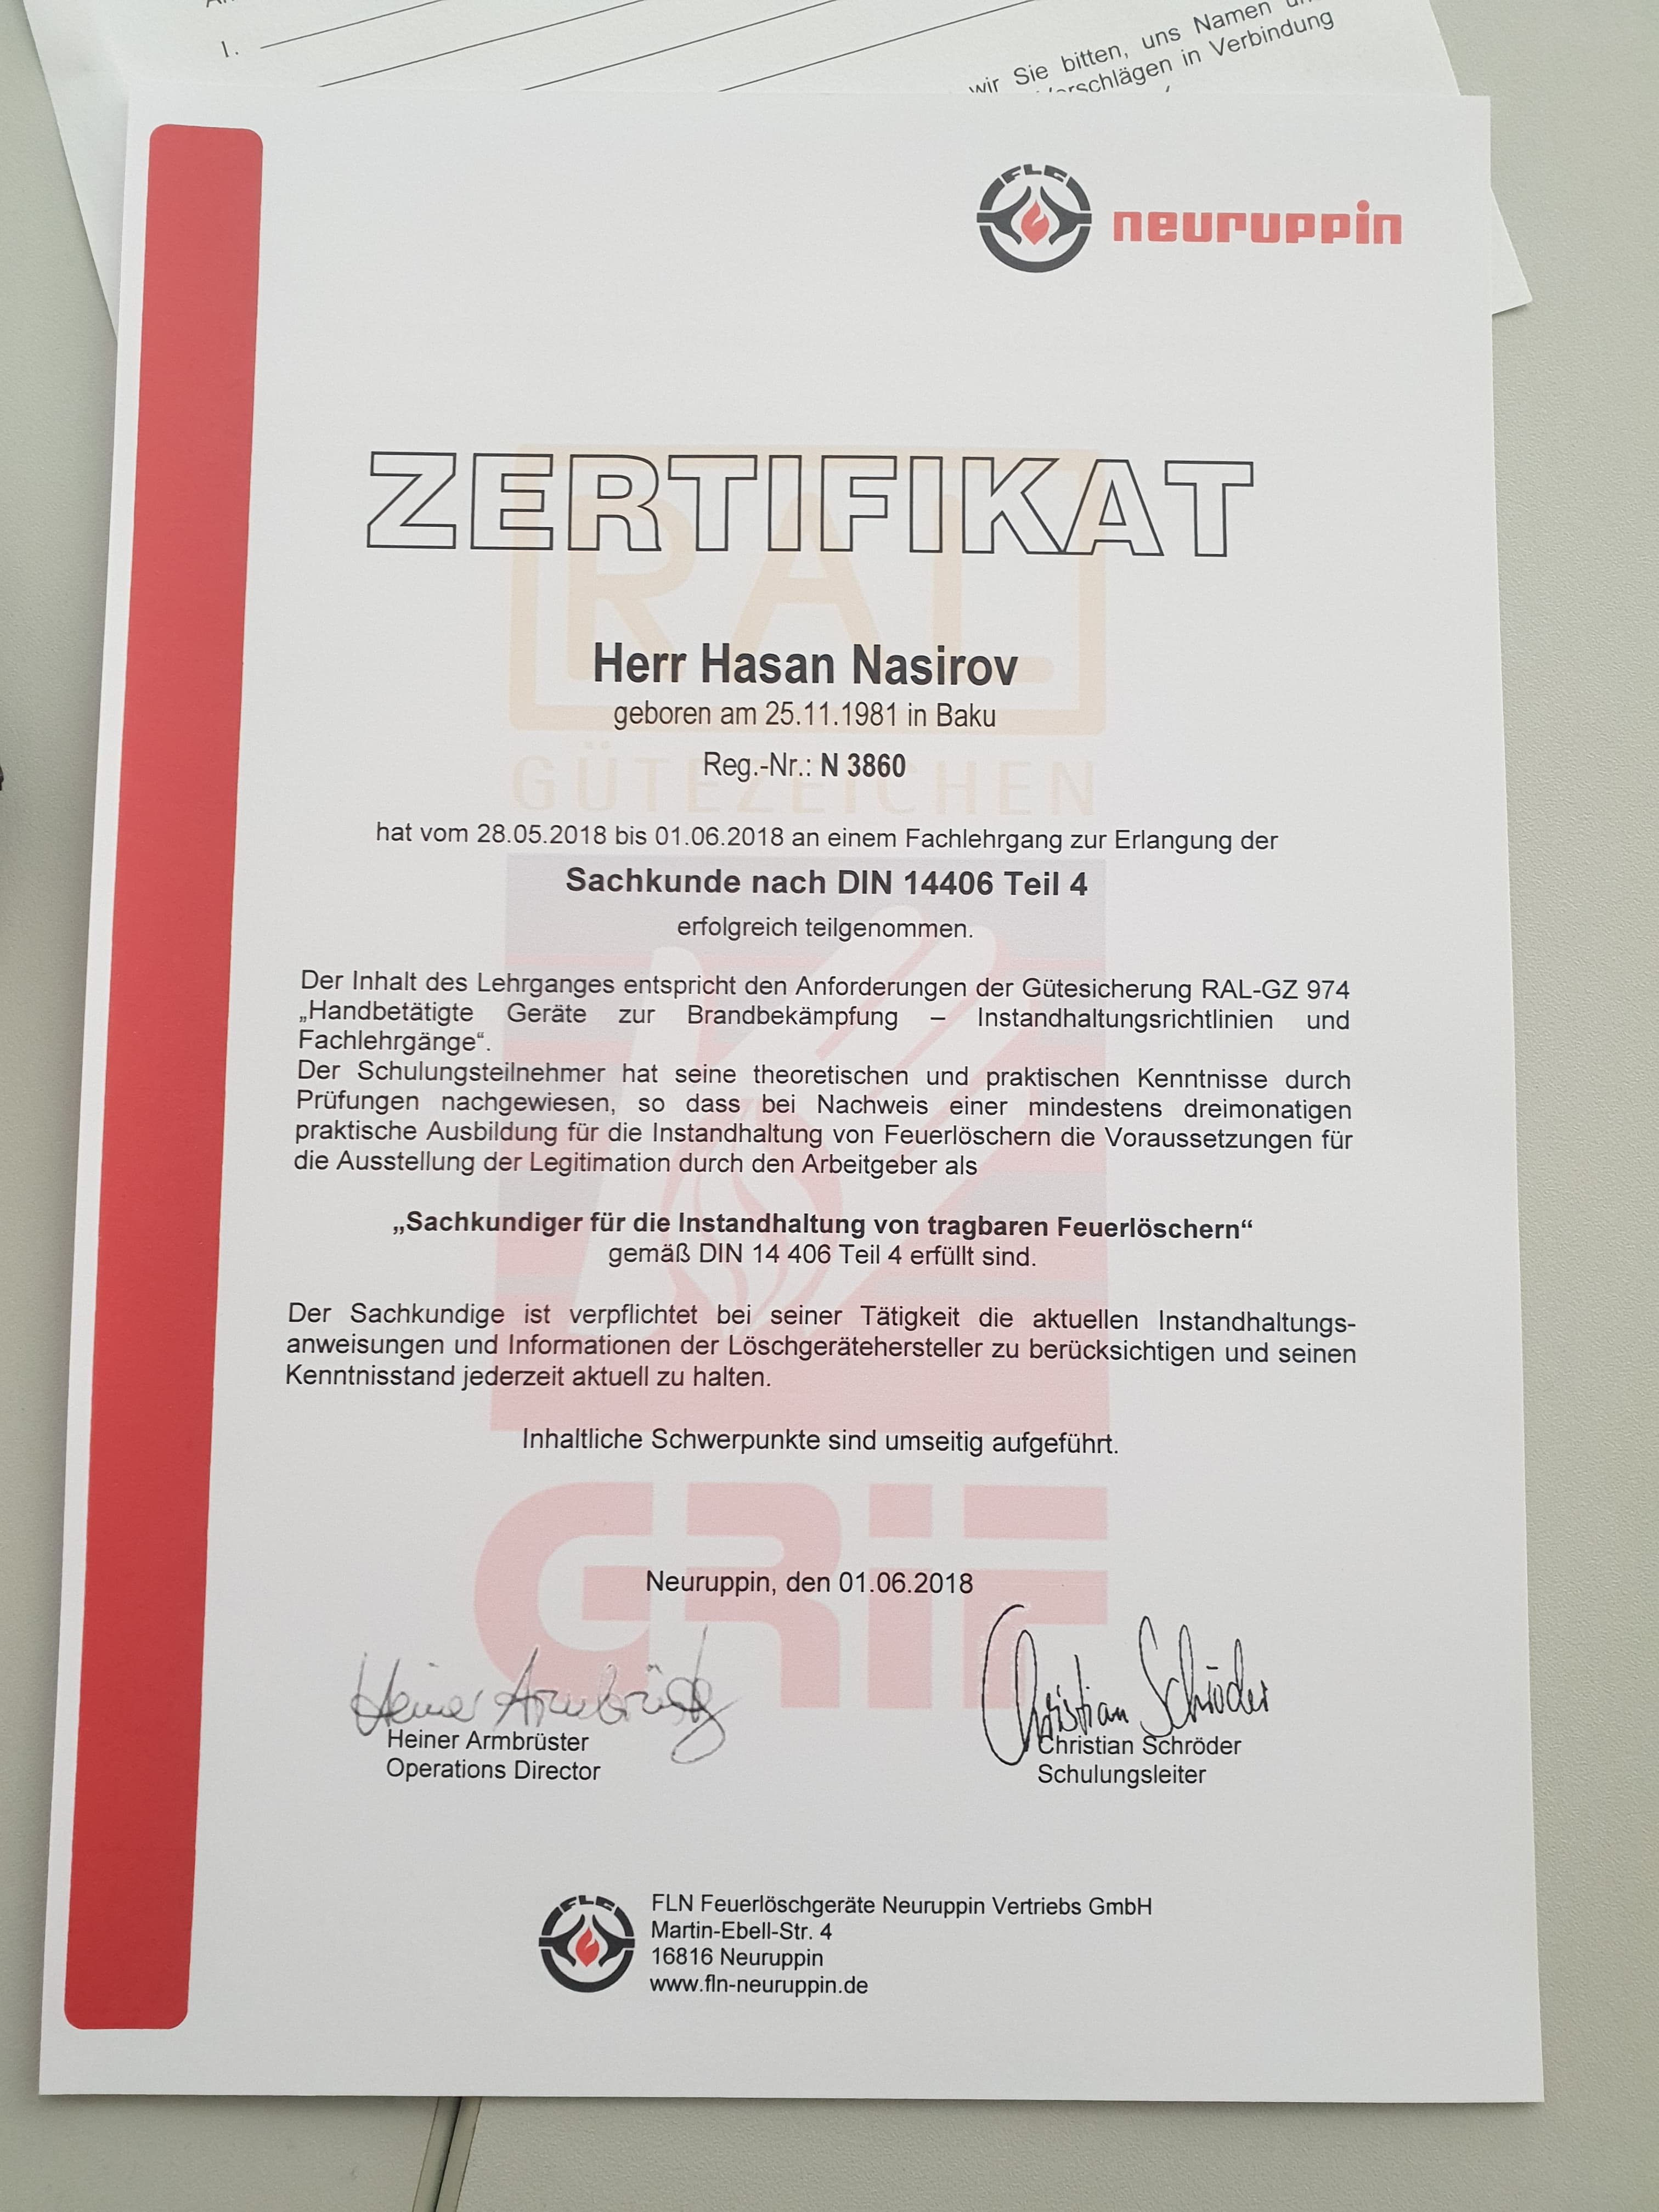 1.
wir Sie bitten, uns Namen
in Verbindung
FLG
neuruppin
ZERTIFIKAT
RAL
GÜTEZEICHEN
Herr Hasan Nasirov
geboren am 25.11.1981 in Baku
Reg.-Nr.: N 3860
hat vom 28.05.2018 bis 01.06.2018 an einem Fachlehrgang zur Erlangung der
Sachkunde nach DIN 14406 Teil 4
erfolgreich teilgenommen.
Der Inhalt des Lehrganges entspricht den Anforderungen der Gütesicherung RAL-GZ 974
„Handbetätigte Geräte zur Brandbekämpfung – Instandhaltungsrichtlinien und
Fachlehrgänge“.
Der Schulungsteilnehmer hat seine theoretischen und praktischen Kenntnisse durch
Prüfungen nachgewiesen, so dass bei Nachweis einer mindestens dreimonatigen
praktische Ausbildung für die Instandhaltung von Feuerlöschern die Voraussetzungen für
die Ausstellung der Legitimation durch den Arbeitgeber als
„Sachkundiger für die Instandhaltung von tragbaren Feuerlöschern“
gemäß DIN 14 406 Teil 4 erfüllt sind.
Der Sachkundige ist verpflichtet bei seiner Tätigkeit die aktuellen Instandhaltungs-
anweisungen und Informationen der Löschgerätehersteller zu berücksichtigen und seinen
Kenntnisstand jederzeit aktuell zu halten.
Inhaltliche Schwerpunkte sind umseitig aufgeführt.
GRIF
Neuruppin, den 01.06.2018
Heiner Armbrüster
Christian Schröder
Heiner Armbrüster
Operations Director
Christian Schröder
Schulungsleiter
FLG
FLN Feuerlöschgeräte Neuruppin Vertriebs GmbH
Martin-Ebell-Str. 4
16816 Neuruppin
www.fln-neuruppin.de